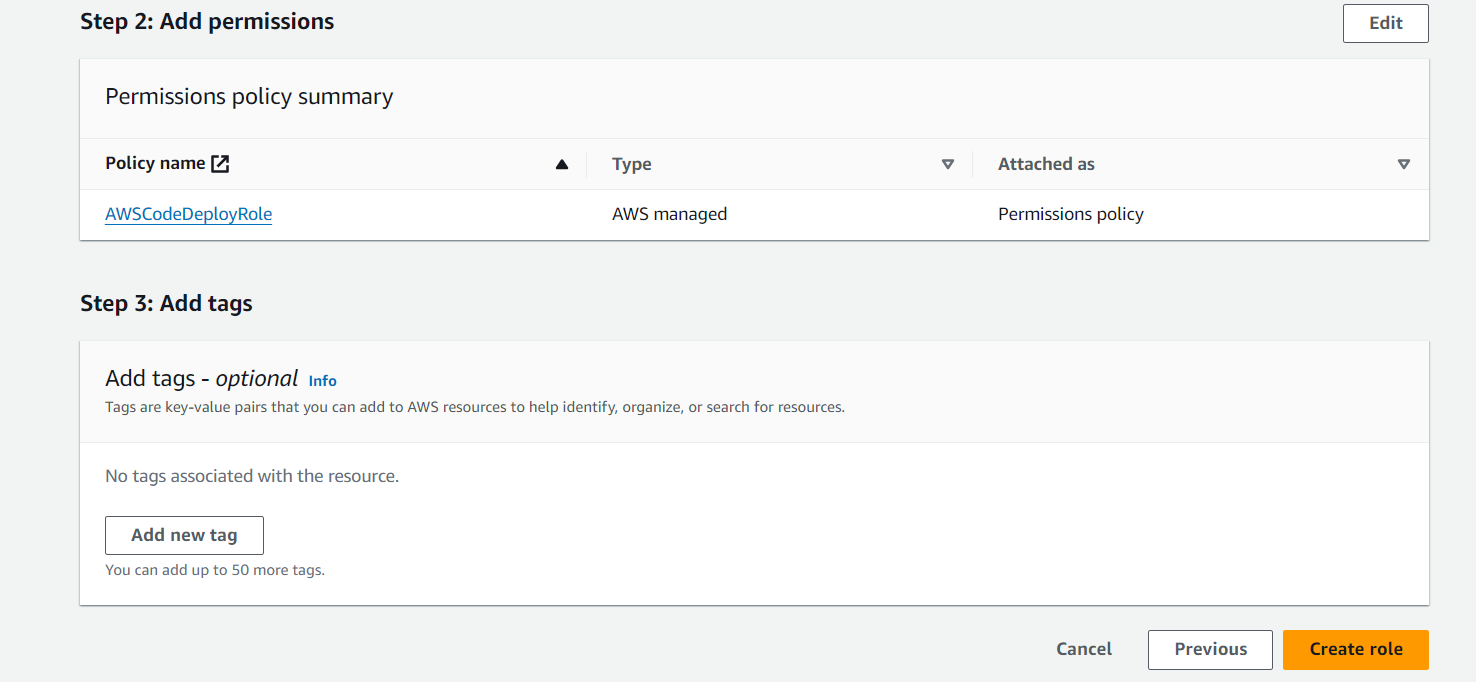 Step 2: Add permissions
Edit
Permissions policy summary
Policy name Type Attached as
AWSCodeDeployRole AWS managed Permissions policy
Step 3: Add tags
Add tags - optional Info
Tags are key-value pairs that you can add to AWS resources to help identify, organize, or search for resources.
No tags associated with the resource.
Add new tag
You can add up to 50 more tags.
Cancel Previous Create role